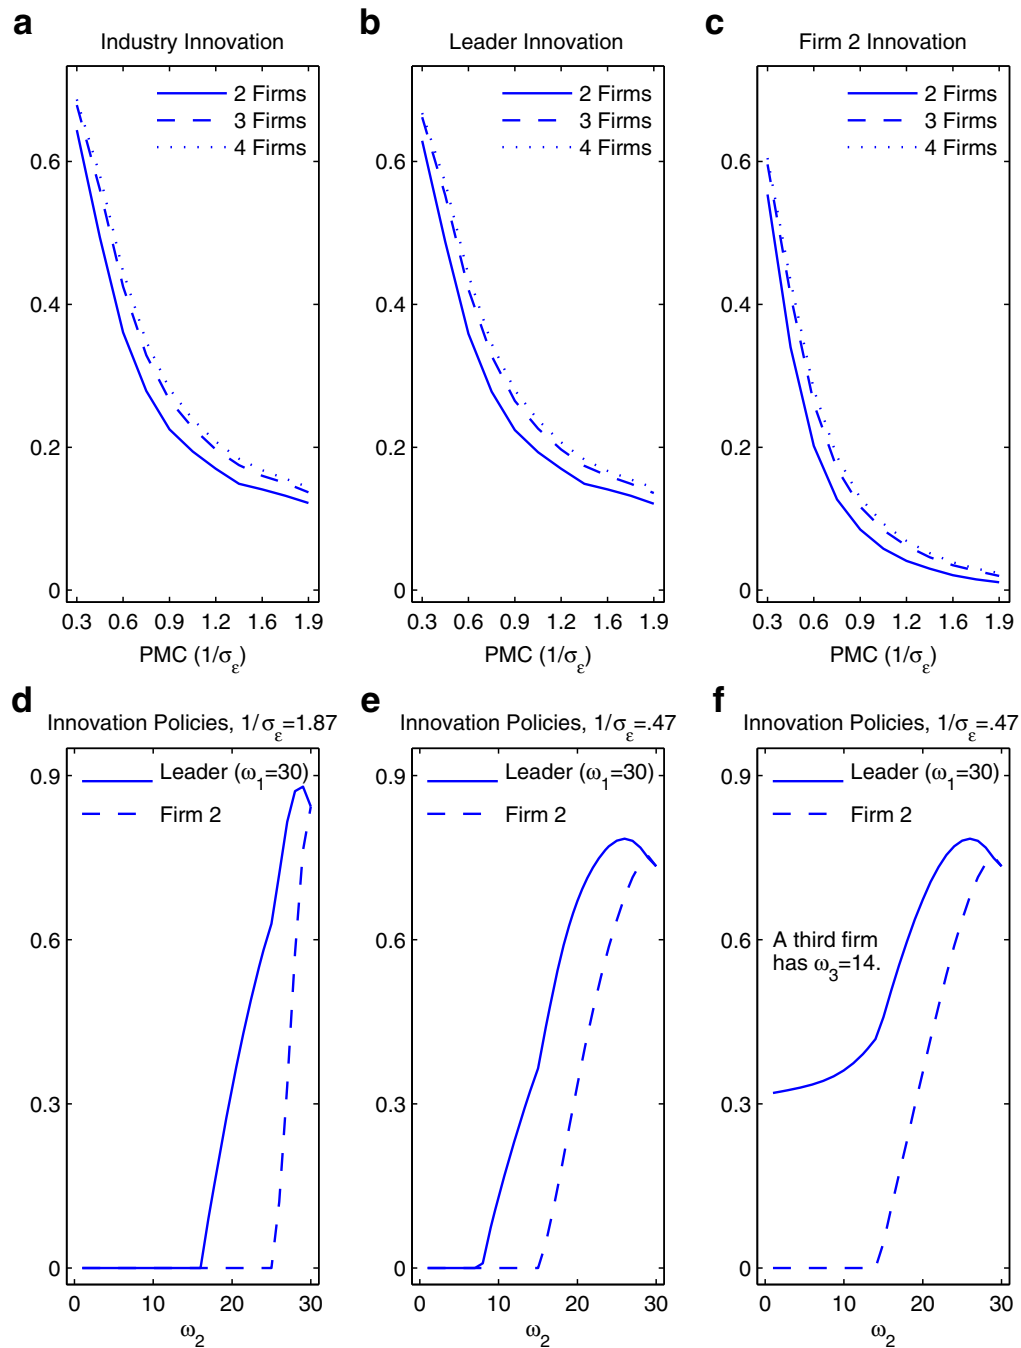 a
Industry Innovation
2 Firms
3 Firms
4 Firms
0.6
0.4
0.2
0
0.3 0.6 0.9 1.2 1.6 1.9
PMC (1/σε)
b
Leader Innovation
2 Firms
3 Firms
4 Firms
0.6
0.4
0.2
0
0.3 0.6 0.9 1.2 1.6 1.9
PMC (1/σε)
c
Firm 2 Innovation
2 Firms
3 Firms
4 Firms
0.6
0.4
0.2
0
0.3 0.6 0.9 1.2 1.6 1.9
PMC (1/σε)
d
Innovation Policies, 1/σε=1.87
Leader (ω1=30)
Firm 2
0.9
0.6
0.3
0
0 10 20 30
ω2
e
Innovation Policies, 1/σε=.47
Leader (ω1=30)
Firm 2
0.9
0.6
0.3
0
0 10 20 30
ω2
f
Innovation Policies, 1/σε=.47
Leader (ω1=30)
Firm 2
A third firm
has ω3=14.
0.9
0.6
0.3
0
0 10 20 30
ω2